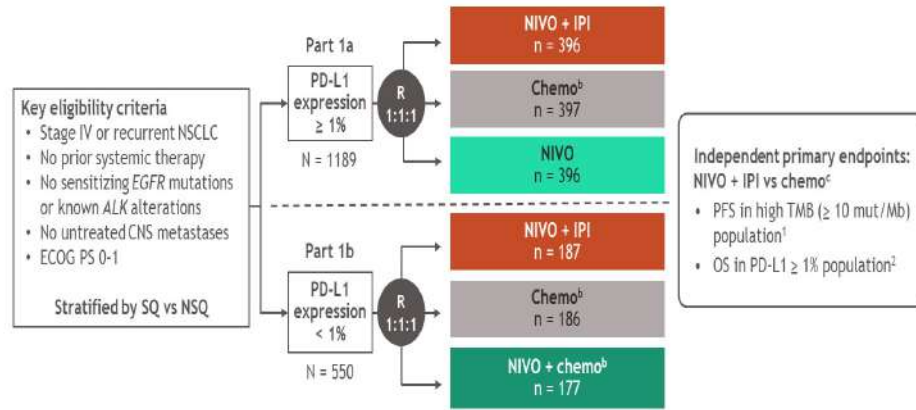 Key eligibility criteria
• Stage IV or recurrent NSCLC
• No prior systemic therapy
• No sensitizing EGFR mutations
or known ALK alterations
• No untreated CNS metastases
• ECOG PS 0-1
Stratified by SQ vs NSQ
Part 1a
PD-L1
expression
≥ 1%
N = 1189
R
1:1:1
NIVO + IPI
n = 396
Chemoᵇ
n = 397
NIVO
n = 396
Part 1b
PD-L1
expression
< 1%
N = 550
R
1:1:1
NIVO + IPI
n = 187
Chemoᵇ
n = 186
NIVO + chemoᵇ
n = 177
Independent primary endpoints:
NIVO + IPI vs chemoᶜ
• PFS in high TMB (≥ 10 mut/Mb)
population¹
• OS in PD-L1 ≥ 1% population²